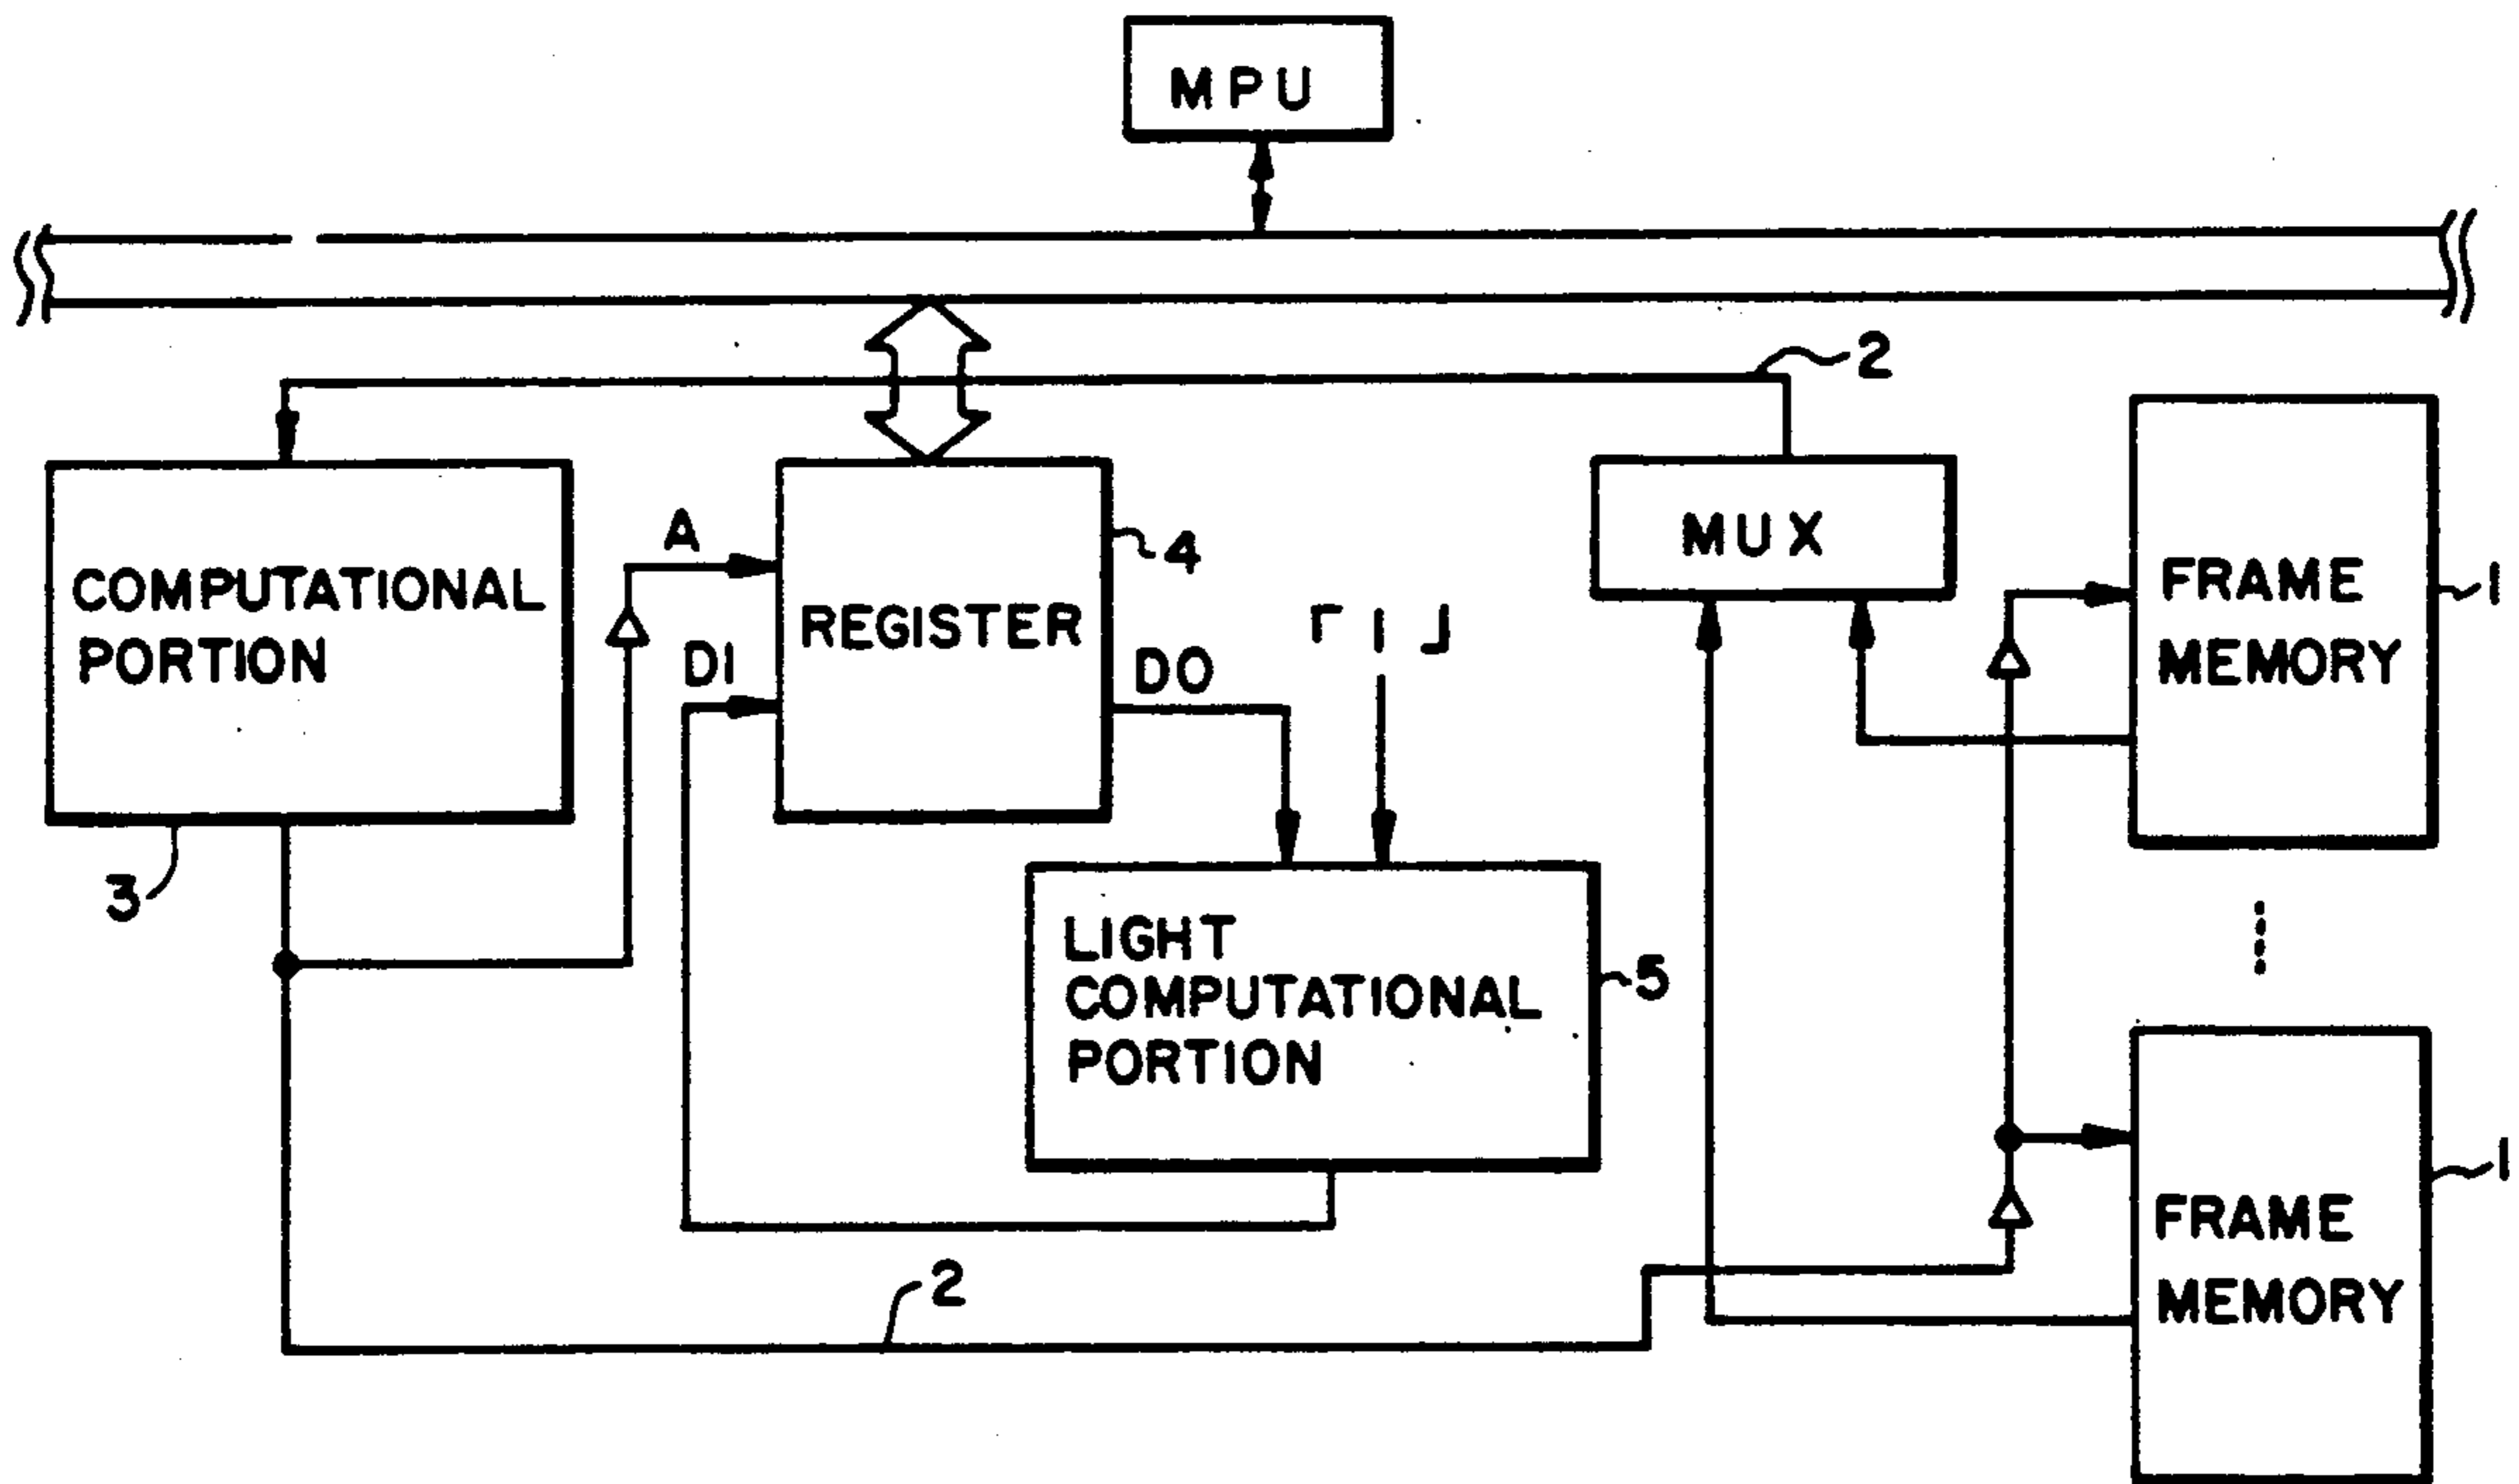 MPU
2
COMPUTATIONAL
PORTION
3
A
DI
REGISTER
4
DO
「1」
MUX
FRAME
MEMORY
1
LIGHT
COMPUTATIONAL
PORTION
5
2
FRAME
MEMORY
1